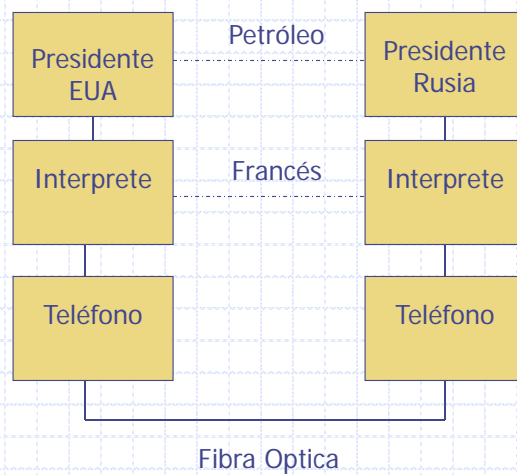 Petróleo
Presidente
EUA
Presidente
Rusia
Interprete
Francés
Interprete
Teléfono
Teléfono
Fibra Optica